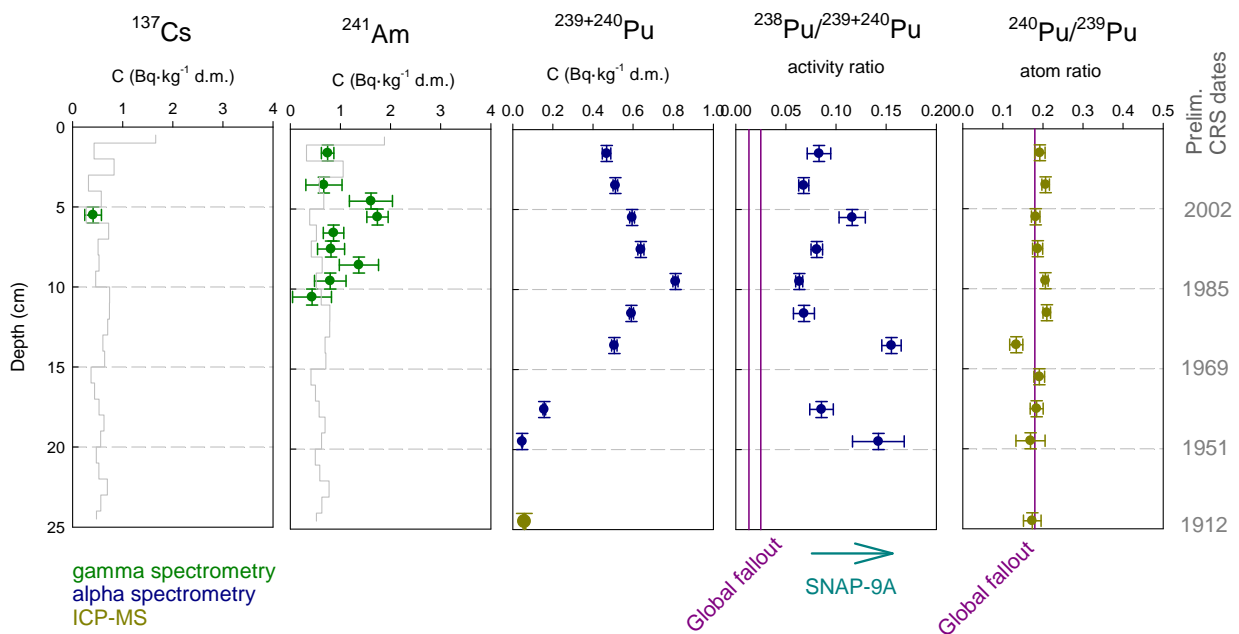 ¹³⁷Cs
²⁴¹Am
²³⁹⁺²⁴⁰Pu
²³⁸Pu/²³⁹⁺²⁴⁰Pu
²⁴⁰Pu/²³⁹Pu
C (Bq·kg⁻¹ d.m.)
C (Bq·kg⁻¹ d.m.)
C (Bq·kg⁻¹ d.m.)
activity ratio
atom ratio
Prelim.
CRS dates
0 1 2 3 4
0 1 2 3 4
0.0 0.2 0.4 0.6 0.8 1.0
0.00 0.05 0.10 0.15 0.20
0.0 0.1 0.2 0.3 0.4 0.5
Depth (cm)
0
5
10
15
20
25
2002
1985
1969
1951
1912
Global fallout
SNAP-9A
Global fallout
gamma spectrometry
alpha spectrometry
ICP-MS